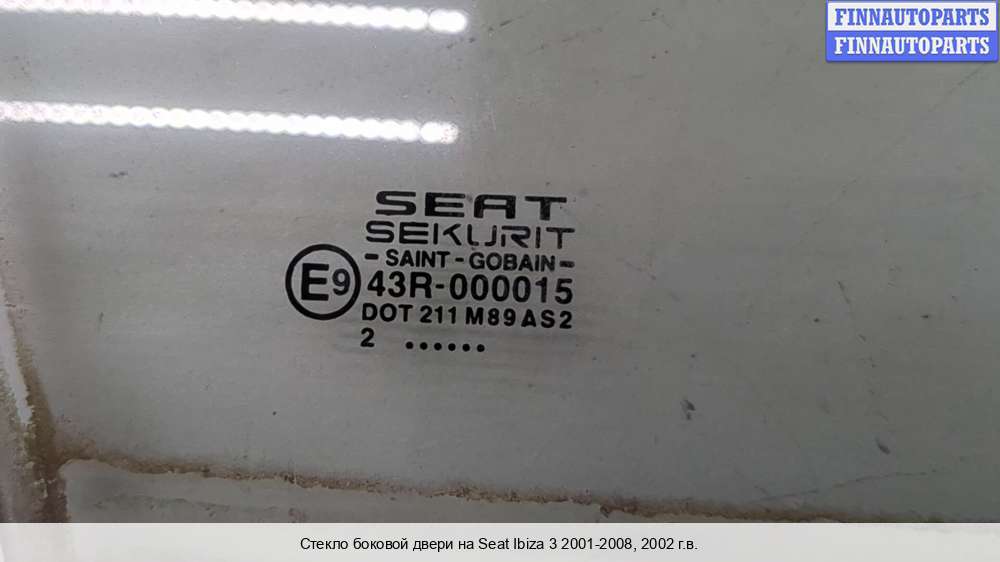 FINNAUTOPARTS
FINNAUTOPARTS
SEAT
SEKURIT
- SAINT - GOBAIN -
E9 43R-000015
DOT 211 M89 AS2
2 ......
Стекло боковой двери на Seat Ibiza 3 2001-2008, 2002 г.в.